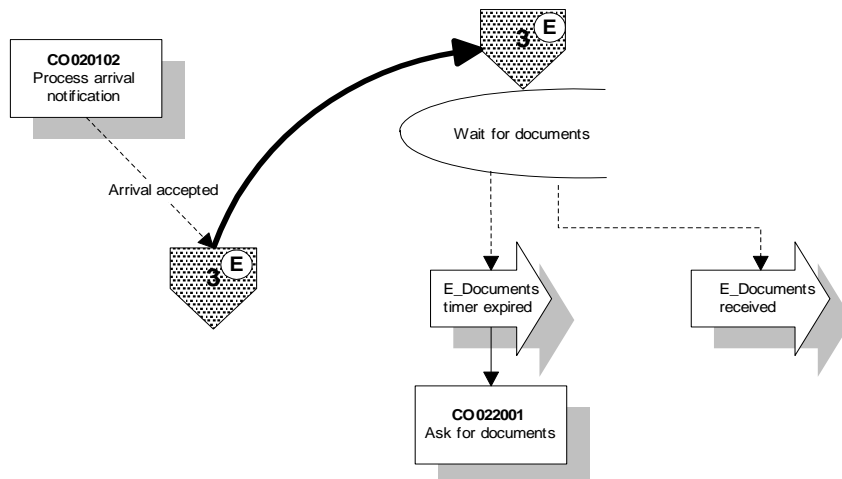 3 E
CO020102
Process arrival
notification
Wait for documents
Arrival accepted
3 E
E_Documents
timer expired
E_Documents
received
CO022001
Ask for documents